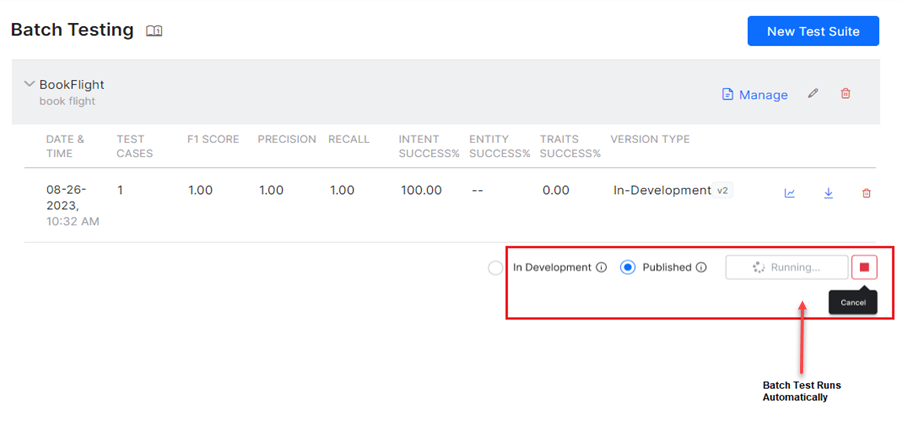 Batch Testing
New Test Suite
BookFlight
book flight
Manage
DATE & TIME
TEST CASES
F1 SCORE
PRECISION
RECALL
INTENT SUCCESS%
ENTITY SUCCESS%
TRAITS SUCCESS%
VERSION TYPE
08-26-2023,
10:32 AM
1
1.00
1.00
1.00
100.00
--
0.00
In-Development v2
In Development
Published
Running...
Cancel
Batch Test Runs
Automatically